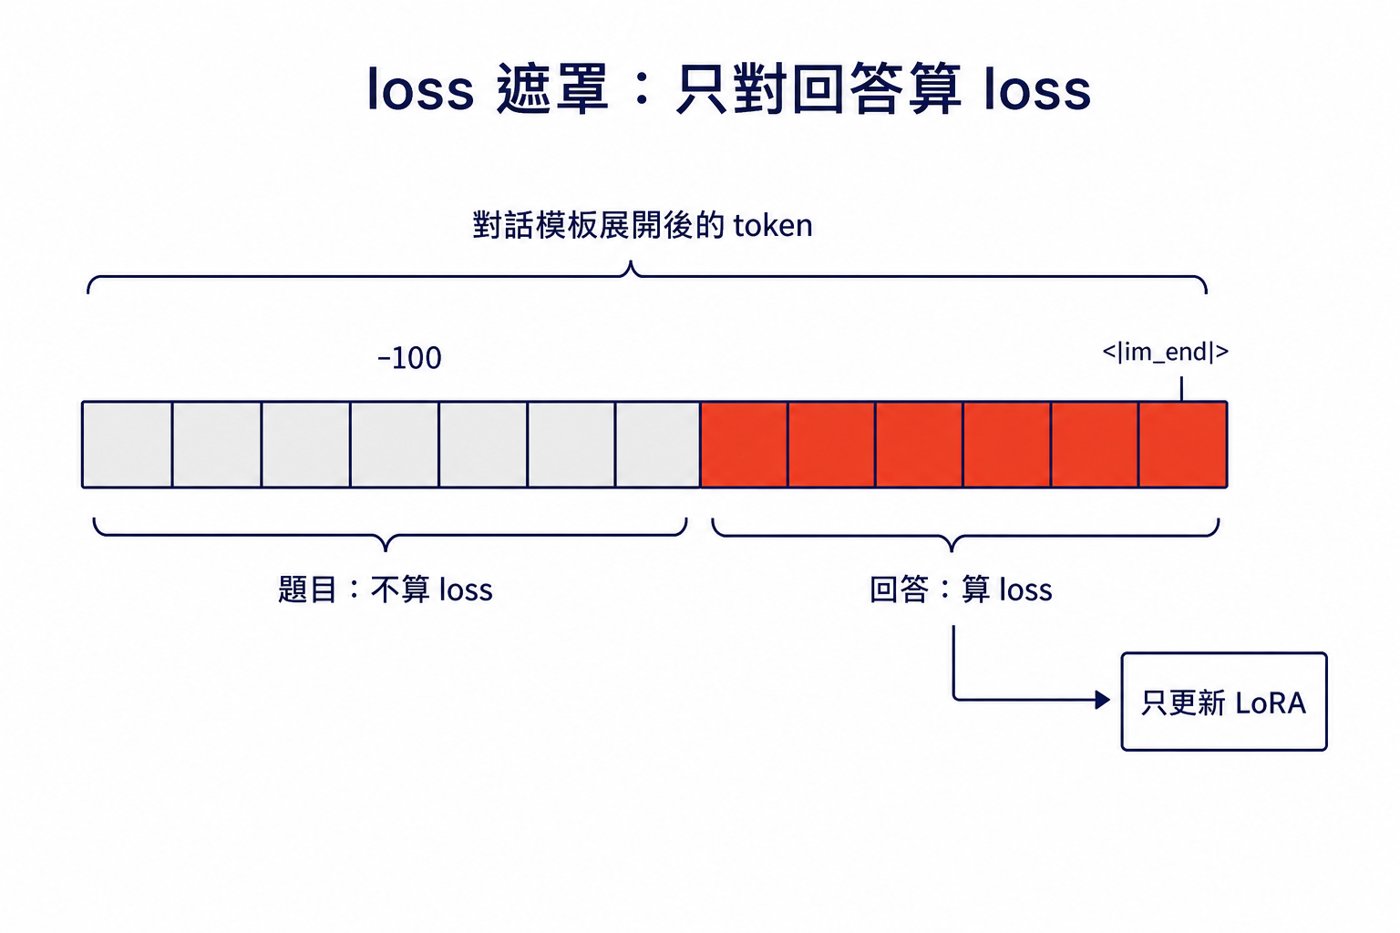 loss 遮罩：只對回答算 loss
對話模板展開後的 token
-100
<|im_end|>
題目：不算 loss
回答：算 loss
只更新 LoRA